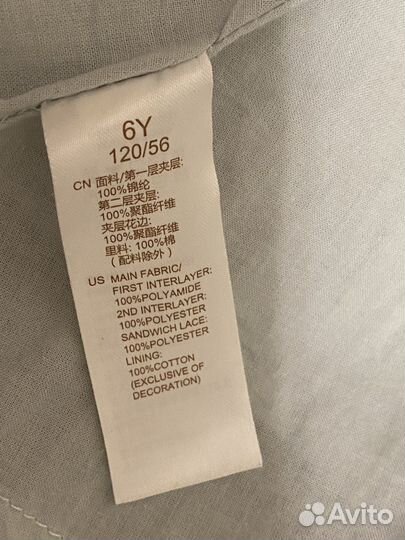 6Y
120/56
CN 面料/第一层夹层:
100%锦纶
第二层夹层:
100%聚酯纤维
夹层花边:
100%聚酯纤维
里料: 100%棉
(配料除外)
US MAIN FABRIC/
FIRST INTERLAYER:
100%POLYAMIDE
2ND INTERLAYER:
100%POLYESTER
SANDWICH LACE:
100%POLYESTER
LINING:
100%COTTON
(EXCLUSIVE OF
DECORATION)
Avito